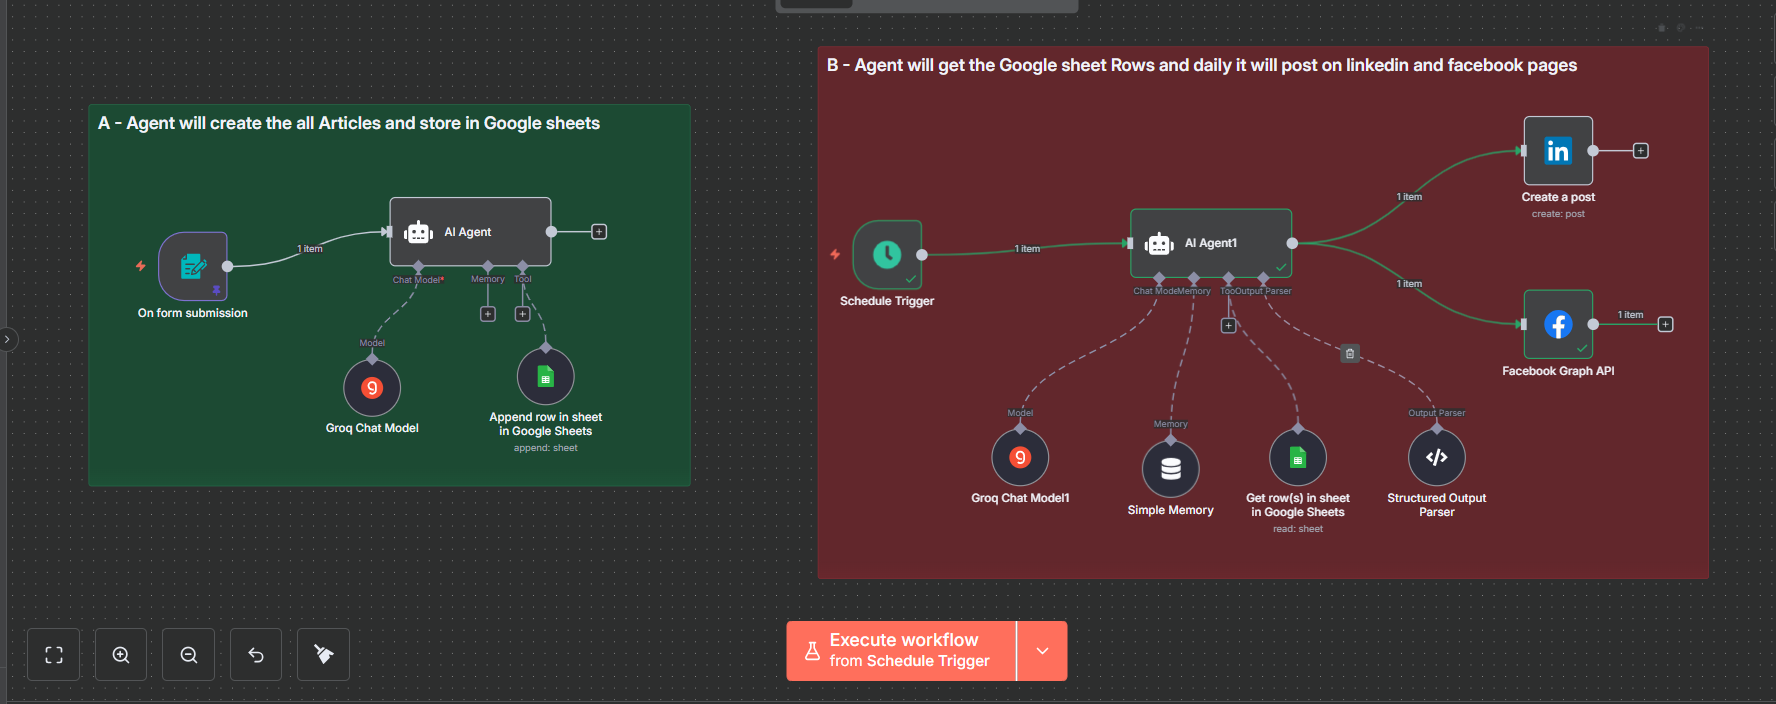 A - Agent will create the all Articles and store in Google sheets
1 item
AI Agent
Chat Model*
Memory
Tool
On form submission
Model
Groq Chat Model
Append row in sheet
in Google Sheets
append: sheet
B - Agent will get the Google sheet Rows and daily it will post on linkedin and facebook pages
in
Create a post
create: post
1 item
1 item
AI Agent1
Schedule Trigger
Chat Mode
Memory
Too
Output Parser
1 item
1 item
Facebook Graph API
Model
Groq Chat Model1
Memory
Simple Memory
Get row(s) in sheet
in Google Sheets
read: sheet
Output Parser
Structured Output
Parser
Execute workflow
from Schedule Trigger